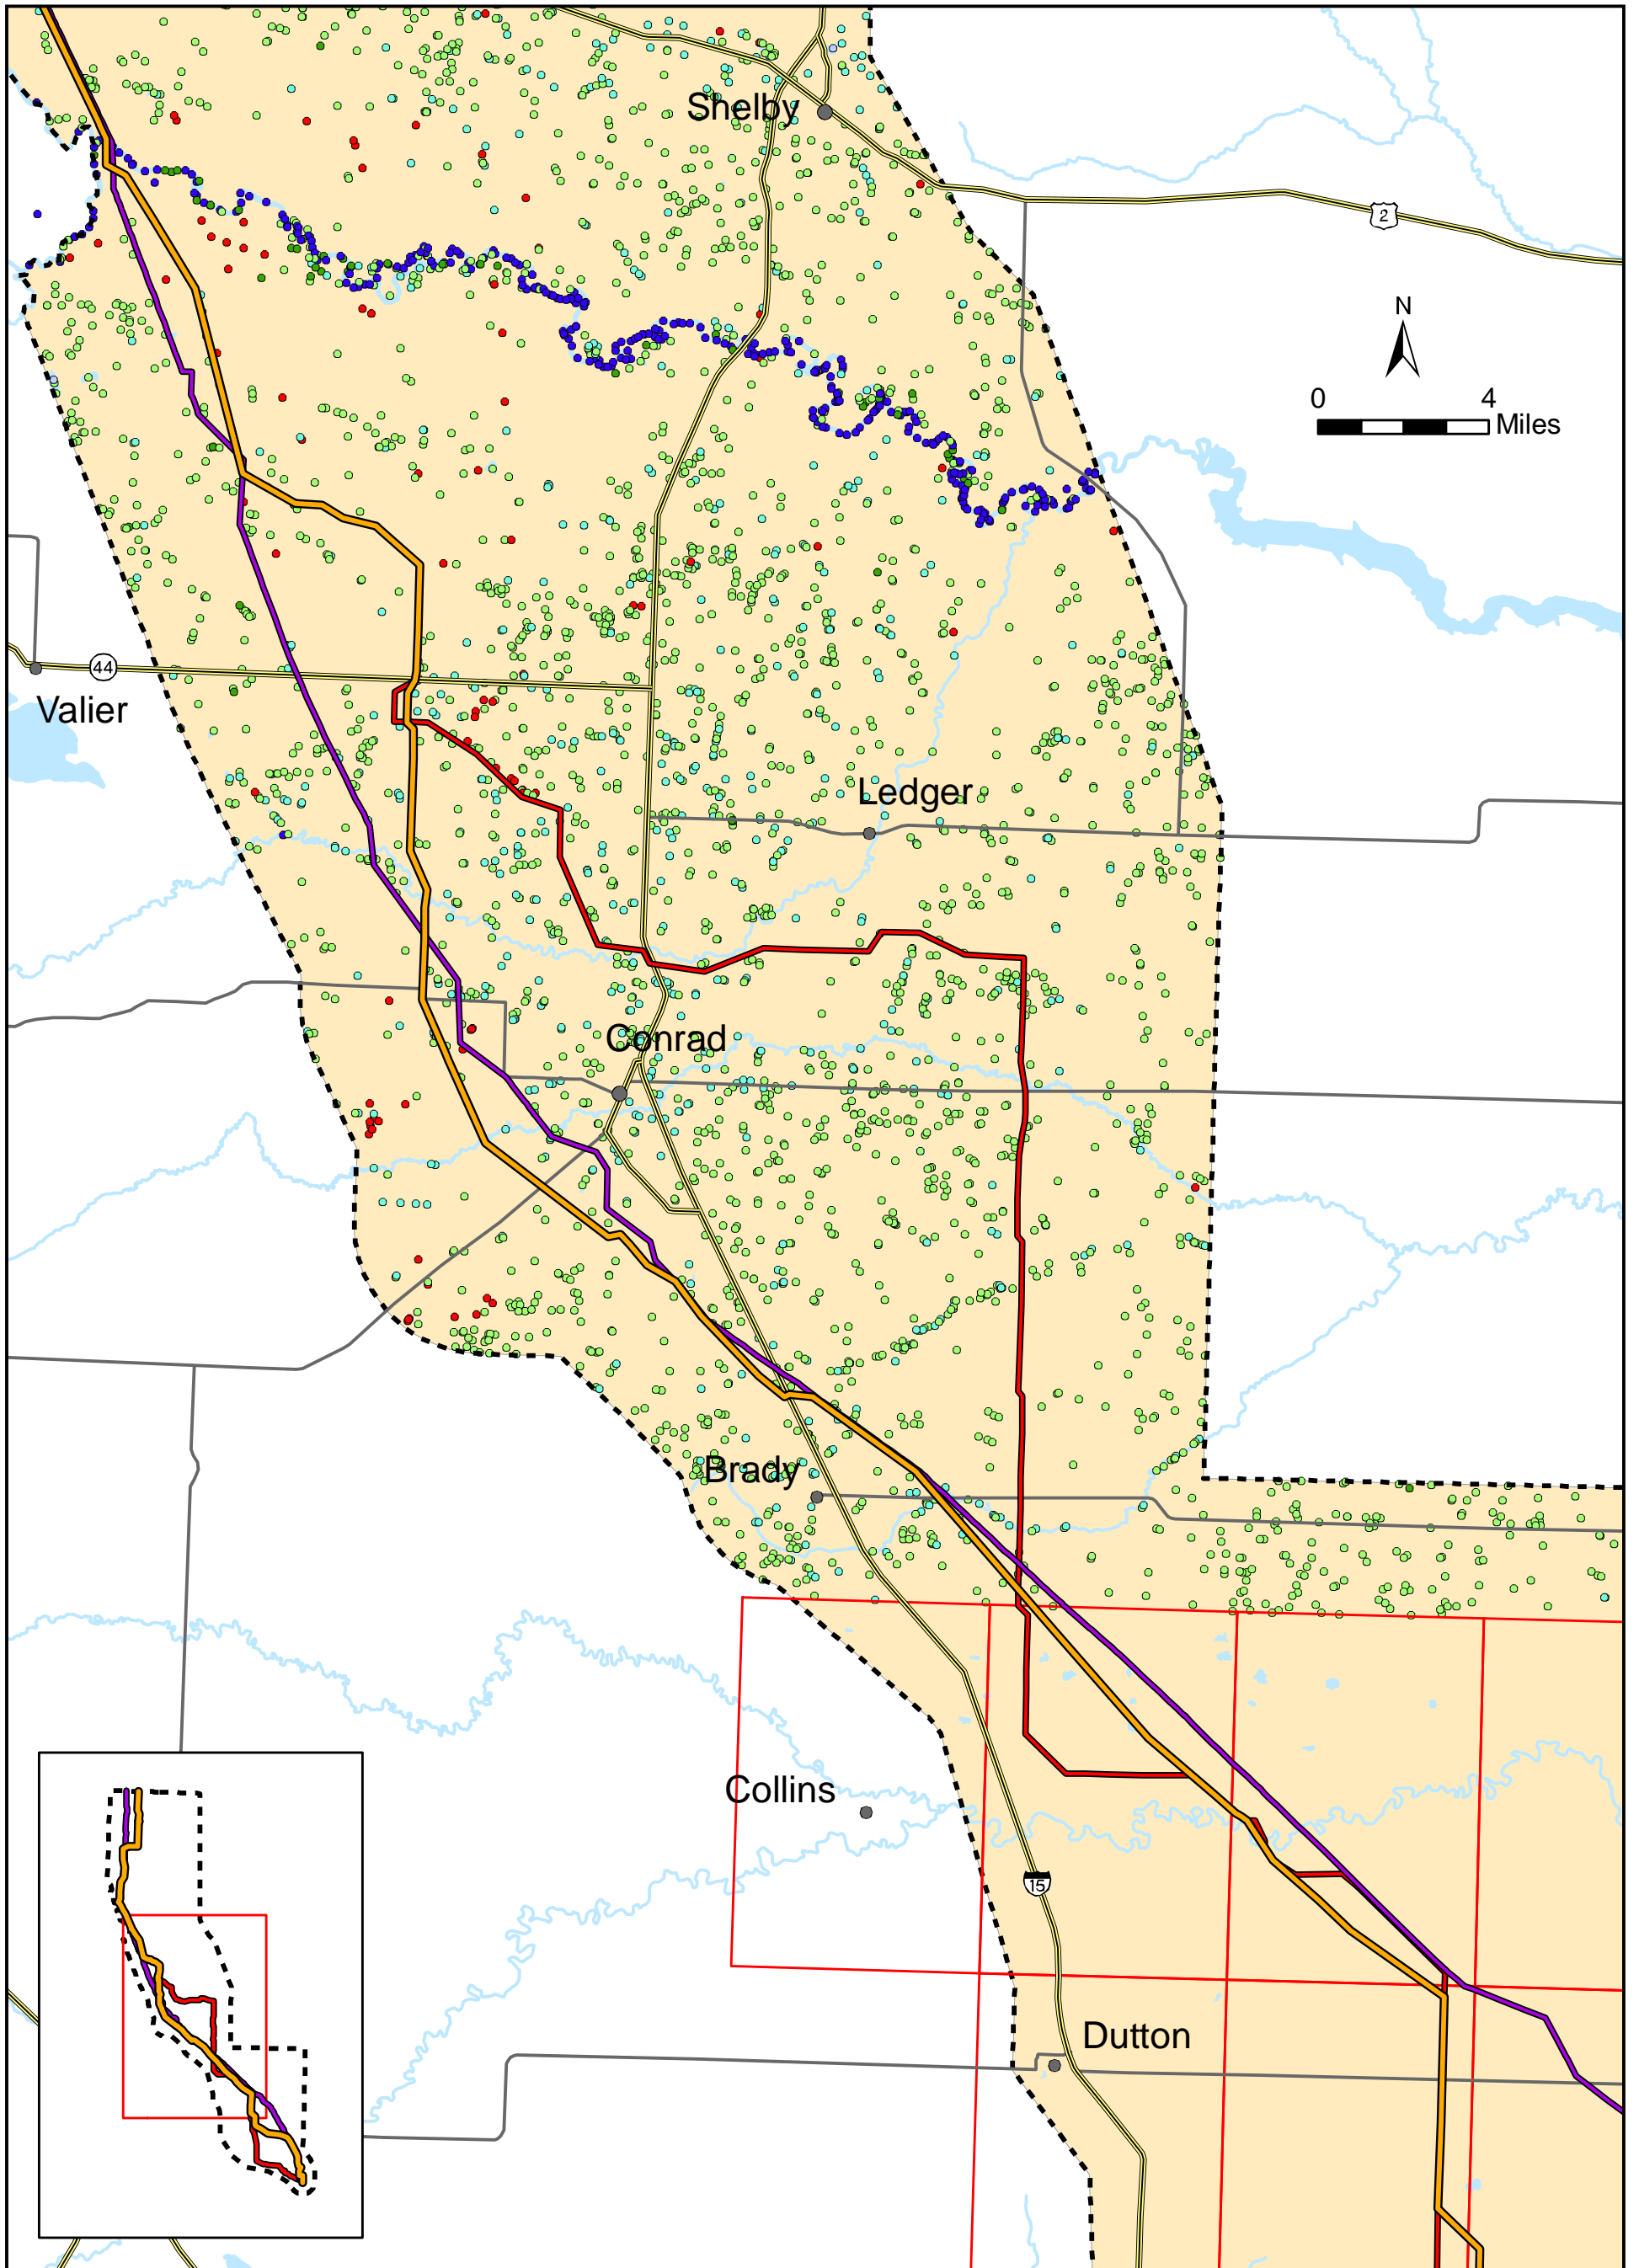 Shelby
2
N
0 4
Miles
44
Valier
Ledger
Conrad
Brady
Collins
15
Dutton